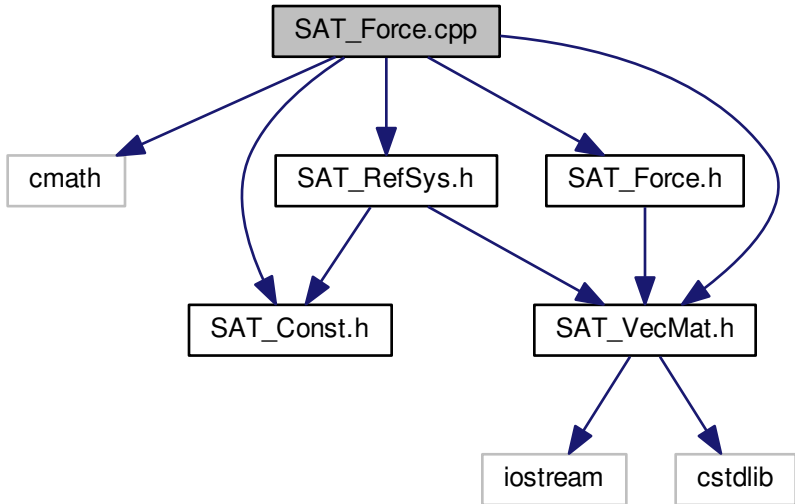 SAT_Force.cpp
cmath
SAT_RefSys.h
SAT_Force.h
SAT_Const.h
SAT_VecMat.h
iostream
cstdlib